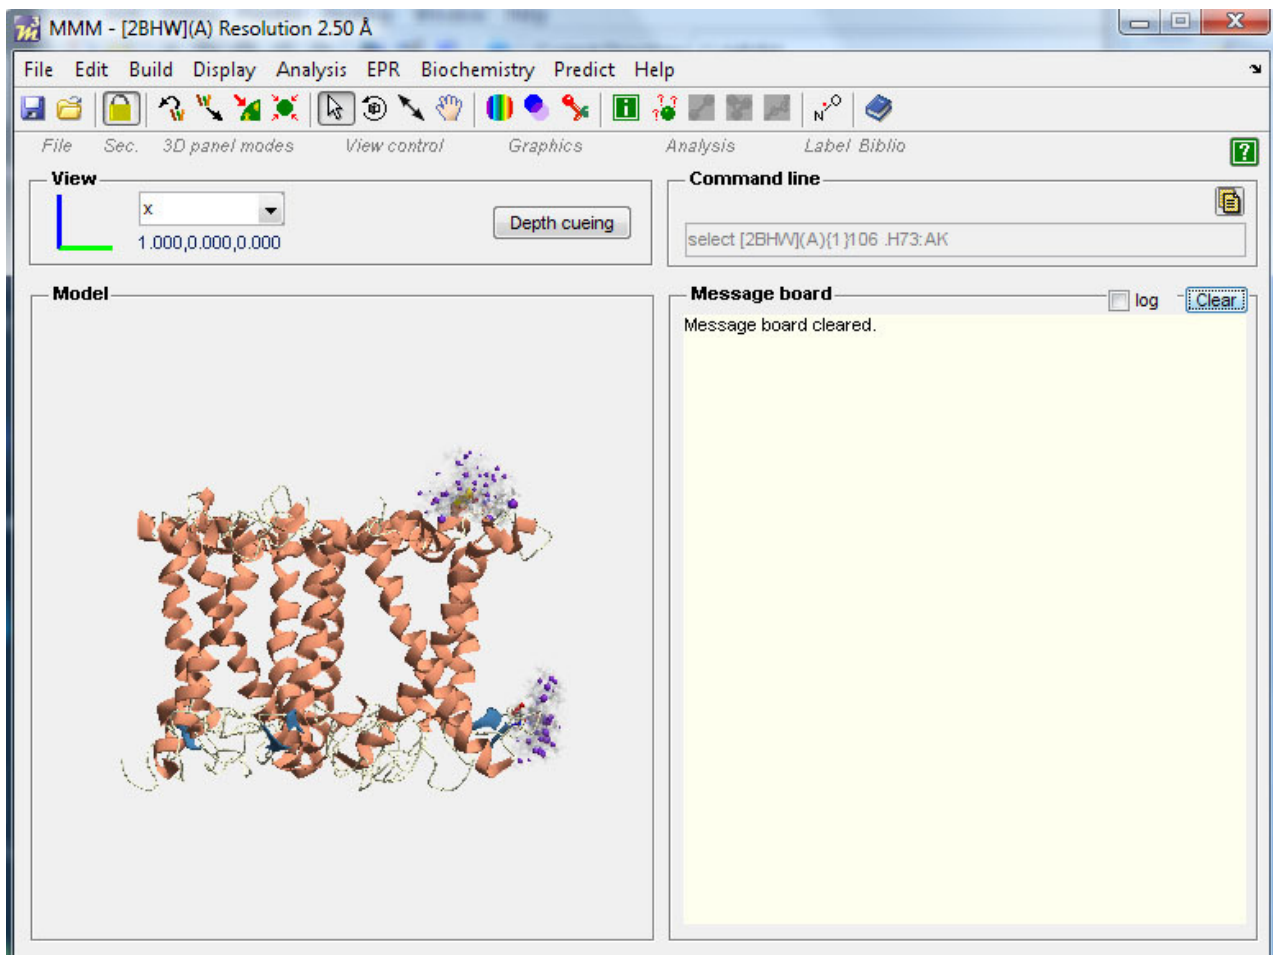 MMM - [2BHW](A) Resolution 2.50 Å
File Edit Build Display Analysis EPR Biochemistry Predict Help
File Sec. 3D panel modes View control Graphics Analysis Label Biblio
View
x
1.000,0.000,0.000
Depth cueing
Command line
select [2BHW](A){1}106 .H73:AK
Model
Message board
log
Clear
Message board cleared.